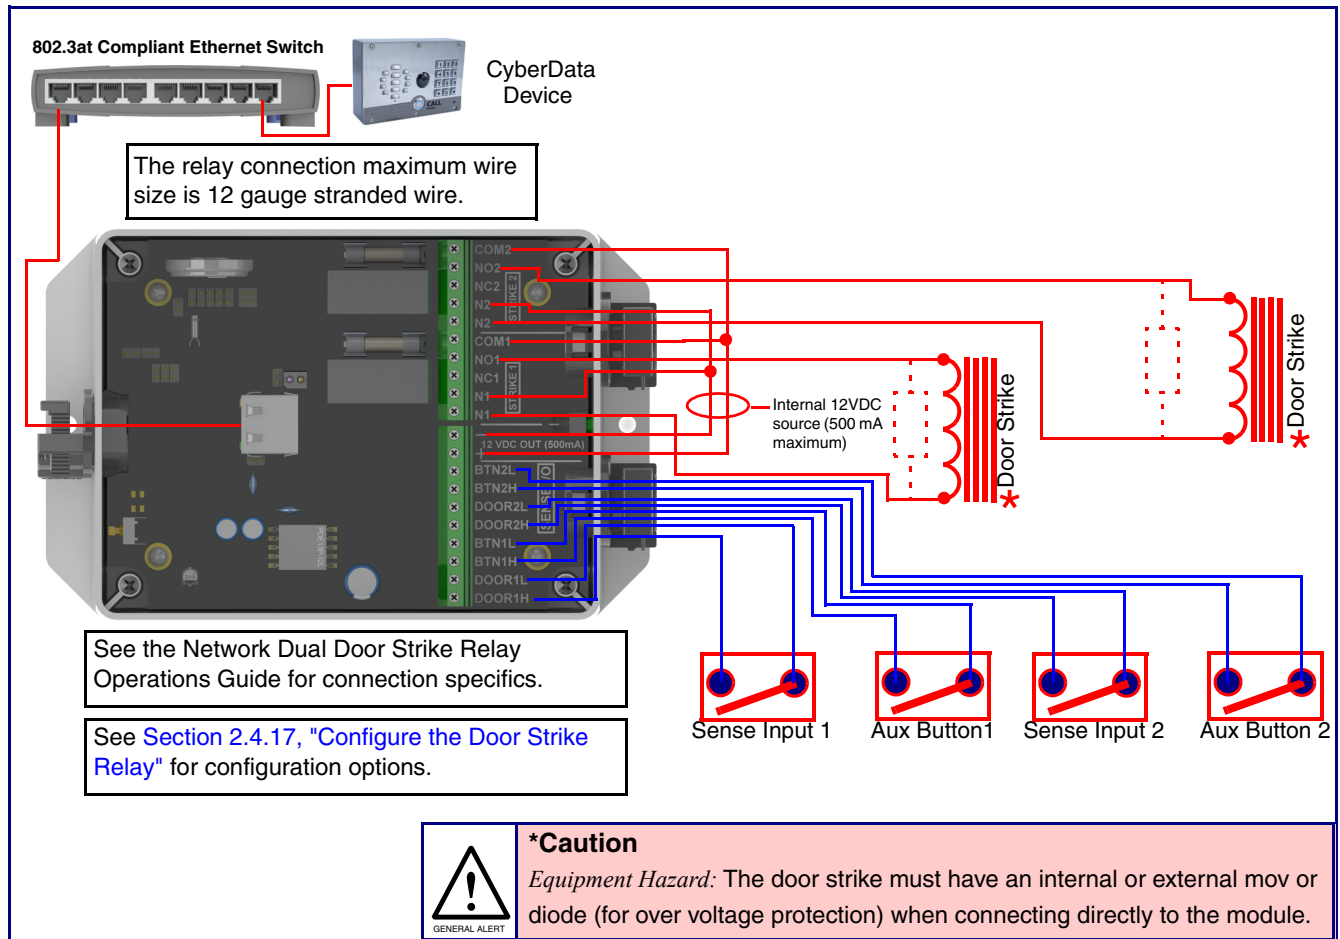 802.3at Compliant Ethernet Switch
CyberData
Device
CALL
The relay connection maximum wire
size is 12 gauge stranded wire.
COM2
NO2
NC2
N2
N2
STRIKE 2
COM1
NO1
NC1
N1
N1
STRIKE 1
-
12 VDC OUT (500mA)
+
BTN2L
BTN2H
DOOR2L
DOOR2H
BTN1L
BTN1H
DOOR1L
DOOR1H
SENSE I/O
Internal 12VDC
source (500 mA
maximum)
*Door Strike
*Door Strike
See the Network Dual Door Strike Relay
Operations Guide for connection specifics.
See Section 2.4.17, "Configure the Door Strike
Relay" for configuration options.
Sense Input 1
Aux Button1
Sense Input 2
Aux Button 2
GENERAL ALERT
*Caution
Equipment Hazard: The door strike must have an internal or external mov or
diode (for over voltage protection) when connecting directly to the module.